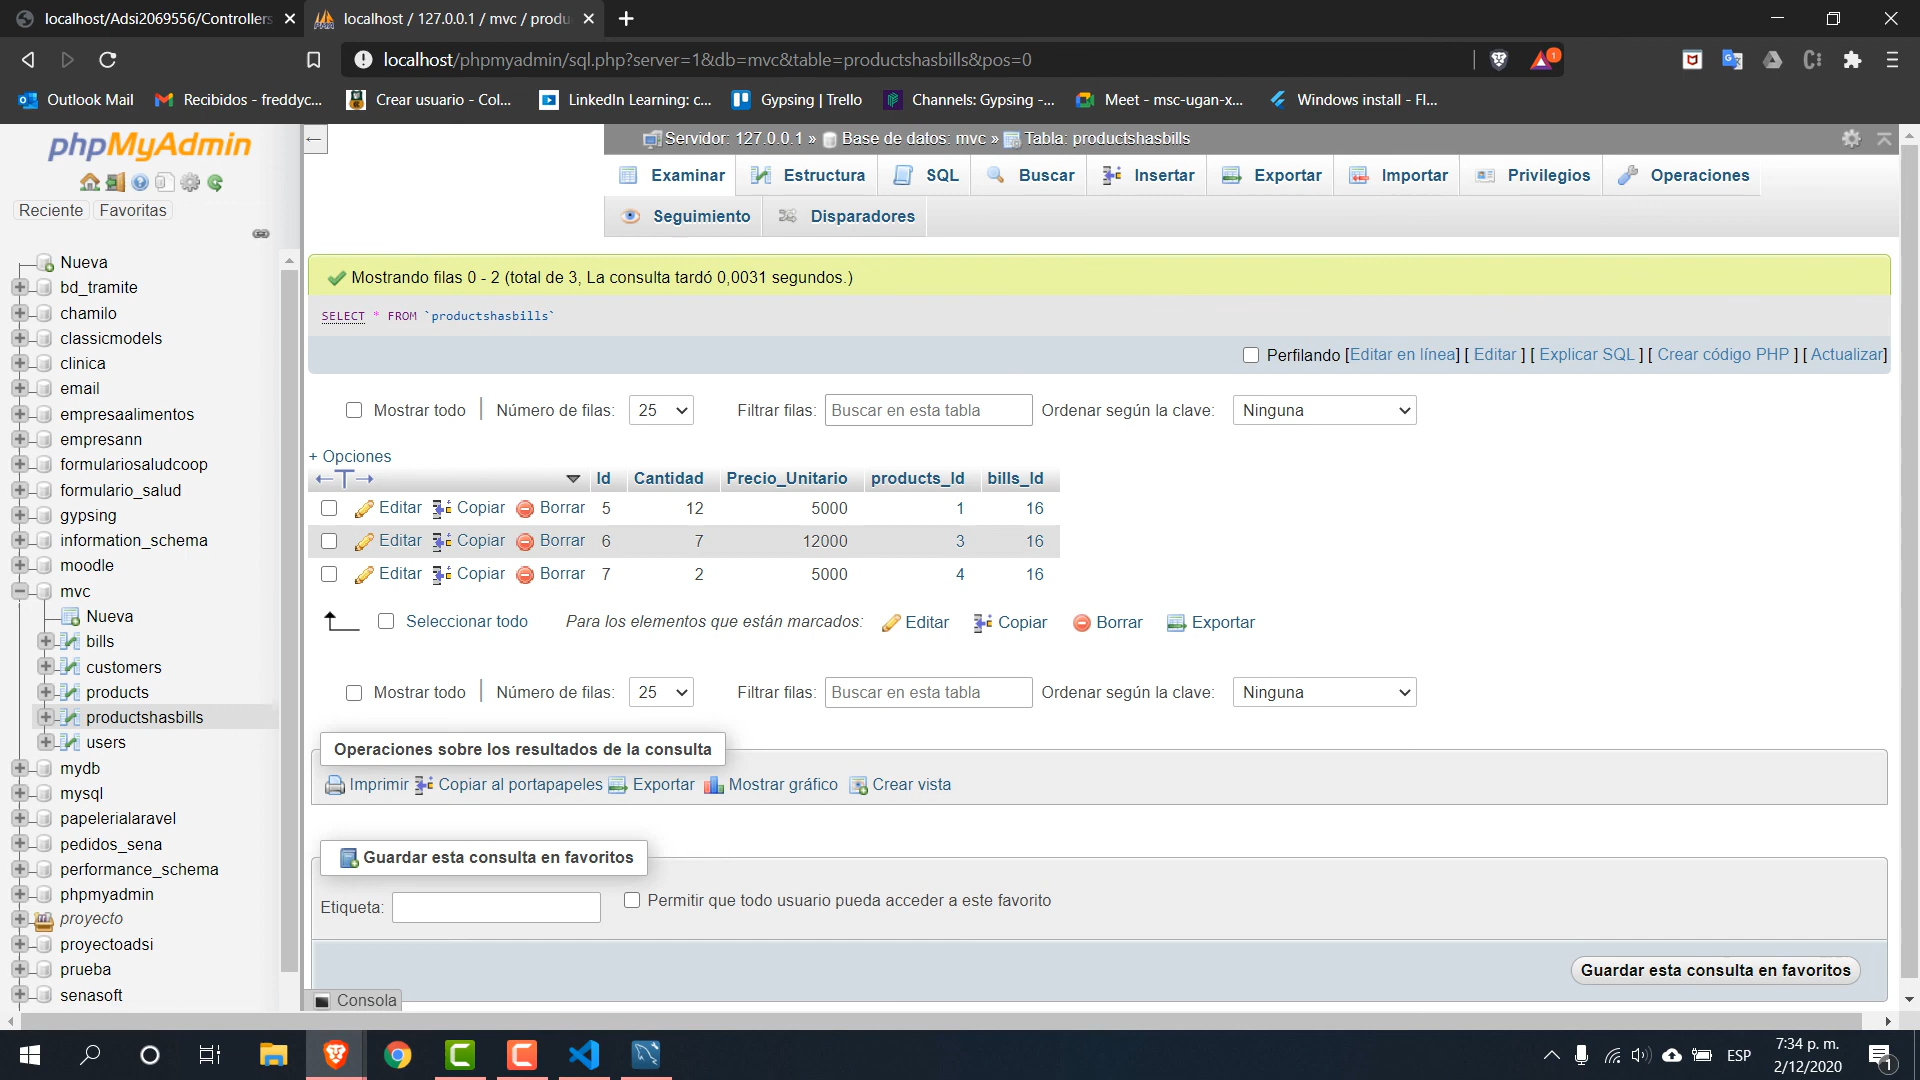 localhost/Adsi2069556/Controllers
localhost / 127.0.0.1 / mvc / produ
localhost/phpmyadmin/sql.php?server=1&db=mvc&table=productshasbills&pos=0
1
Outlook Mail
Recibidos - freddyc...
Crear usuario - Col...
LinkedIn Learning: c...
Gypsing | Trello
Channels: Gypsing -...
Meet - msc-ugan-x...
Windows install - Fl...
phpMyAdmin
Reciente
Favoritas
Nueva
bd_tramite
chamilo
classicmodels
clinica
email
empresaalimentos
empresann
formulariosaludcoop
formulario_salud
gypsing
information_schema
moodle
mvc
Nueva
bills
customers
products
productshasbills
users
mydb
mysql
papelerialaravel
pedidos_sena
performance_schema
phpmyadmin
proyecto
proyectoadsi
prueba
senasoft
Servidor: 127.0.0.1 » Base de datos: mvc » Tabla: productshasbills
Examinar Estructura SQL Buscar Insertar Exportar Importar Privilegios Operaciones
Seguimiento Disparadores
Mostrando filas 0 - 2 (total de 3, La consulta tardó 0,0031 segundos.)
SELECT * FROM `productshasbills`
Perfilando [Editar en línea] [ Editar ] [ Explicar SQL ] [ Crear código PHP ] [ Actualizar]
Mostrar todo | Número de filas: 25 Filtrar filas: Buscar en esta tabla Ordenar según la clave: Ninguna
+ Opciones
Id Cantidad Precio_Unitario products_Id bills_Id
Editar Copiar Borrar 5 12 5000 1 16
Editar Copiar Borrar 6 7 12000 3 16
Editar Copiar Borrar 7 2 5000 4 16
Seleccionar todo Para los elementos que están marcados: Editar Copiar Borrar Exportar
Mostrar todo | Número de filas: 25 Filtrar filas: Buscar en esta tabla Ordenar según la clave: Ninguna
Operaciones sobre los resultados de la consulta
Imprimir Copiar al portapapeles Exportar Mostrar gráfico Crear vista
Guardar esta consulta en favoritos
Etiqueta: Permitir que todo usuario pueda acceder a este favorito
Guardar esta consulta en favoritos
Consola
ESP
7:34 p. m.
2/12/2020
1